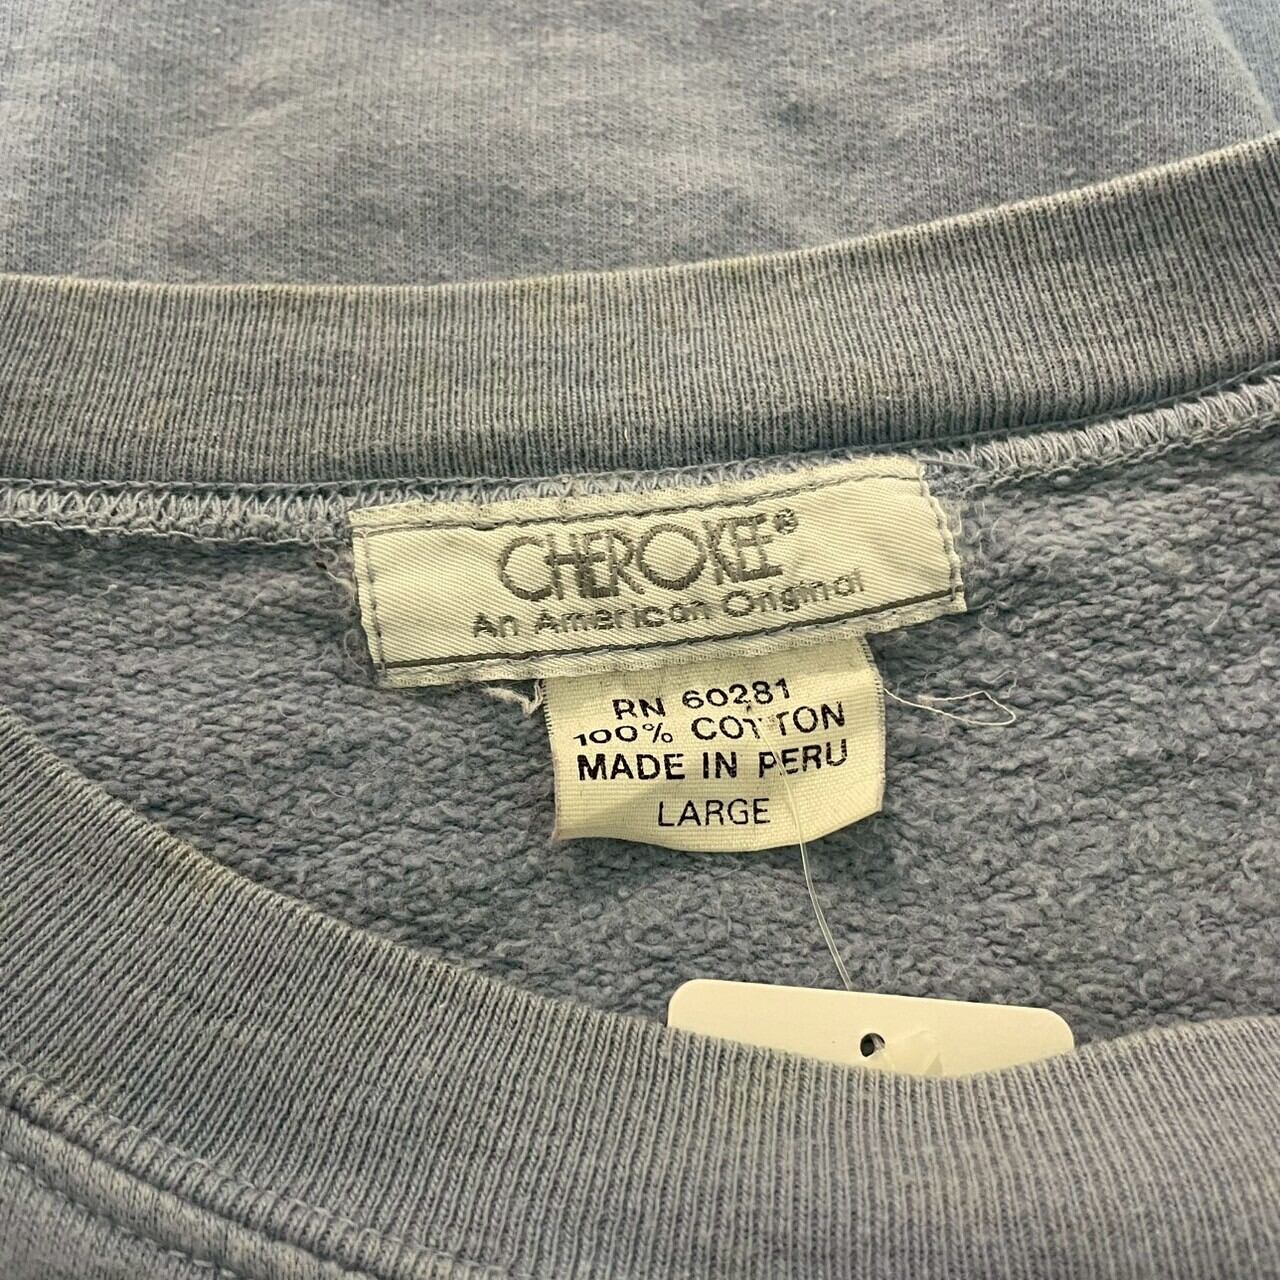 CHEROKEE®
An American Original
RN 60281
100% COTTON
MADE IN PERU
LARGE